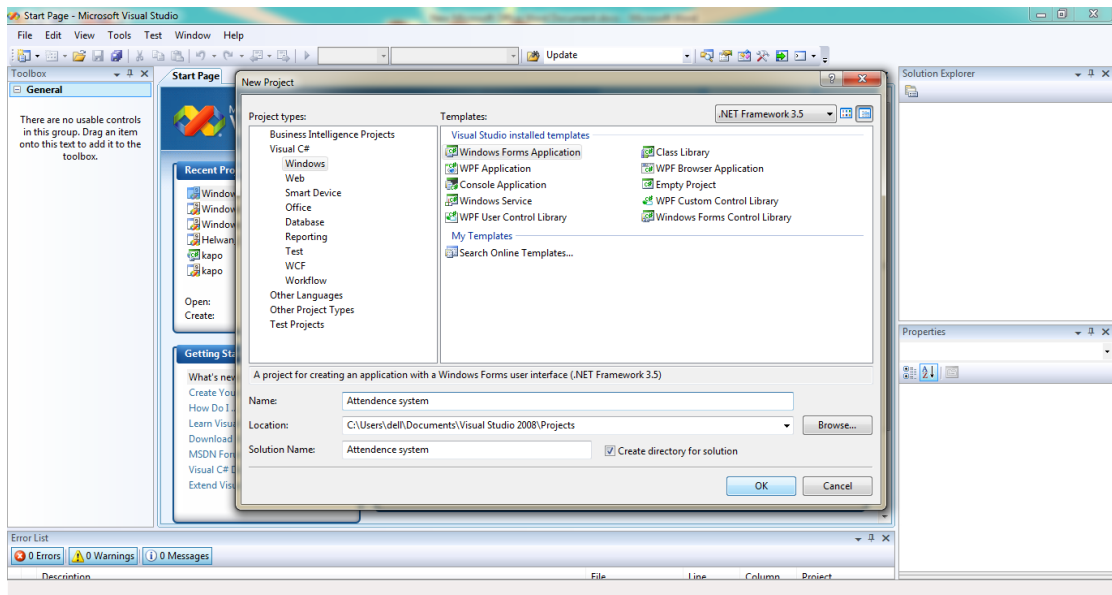 Start Page - Microsoft Visual Studio
File Edit View Tools Test Window Help
Update
Toolbox
General
There are no usable controls
in this group. Drag an item
onto this text to add it to the
toolbox.
Start Page
Recent Pro
Window
Window
Window
Helwan
kapo
kapo
Open:
Create:
Getting Sta
What's new
Create You
How Do I
Learn Visua
Download
MSDN For
Visual C#
Extend Visu
New Project
Project types:
Business Intelligence Projects
Visual C#
Windows
Web
Smart Device
Office
Database
Reporting
Test
WCF
Workflow
Other Languages
Other Project Types
Test Projects
Templates:
.NET Framework 3.5
Visual Studio installed templates
Windows Forms Application Class Library
WPF Application WPF Browser Application
Console Application Empty Project
Windows Service WPF Custom Control Library
WPF User Control Library Windows Forms Control Library
My Templates
Search Online Templates...
A project for creating an application with a Windows Forms user interface (.NET Framework 3.5)
Name: Attendence system
Location: C:\Users\dell\Documents\Visual Studio 2008\Projects Browse...
Solution Name: Attendence system Create directory for solution
OK Cancel
Solution Explorer
Properties
Error List
0 Errors 0 Warnings 0 Messages
Description File Line Column Project